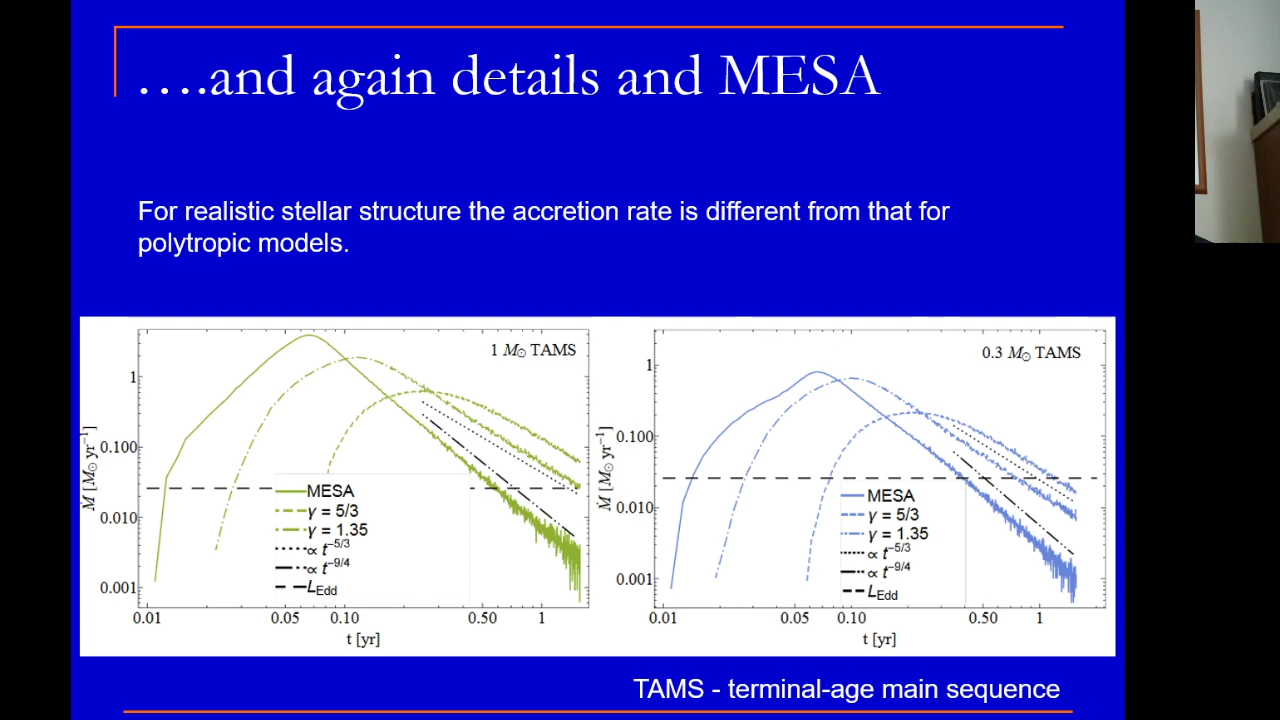 ....and again details and MESA
For realistic stellar structure the accretion rate is different from that for
polytropic models.
1 M⊙ TAMS
1
0.100
0.010
0.001
Ṁ [M⊙ yr⁻¹]
MESA
γ = 5/3
γ = 1.35
∝ t⁻⁵/³
∝ t⁻⁹/⁴
L_Edd
0.01 0.05 0.10 0.50 1
t [yr]
0.3 M⊙ TAMS
1
0.100
0.010
0.001
Ṁ [M⊙ yr⁻¹]
MESA
γ = 5/3
γ = 1.35
∝ t⁻⁵/³
∝ t⁻⁹/⁴
L_Edd
0.01 0.05 0.10 0.50 1
t [yr]
TAMS - terminal-age main sequence